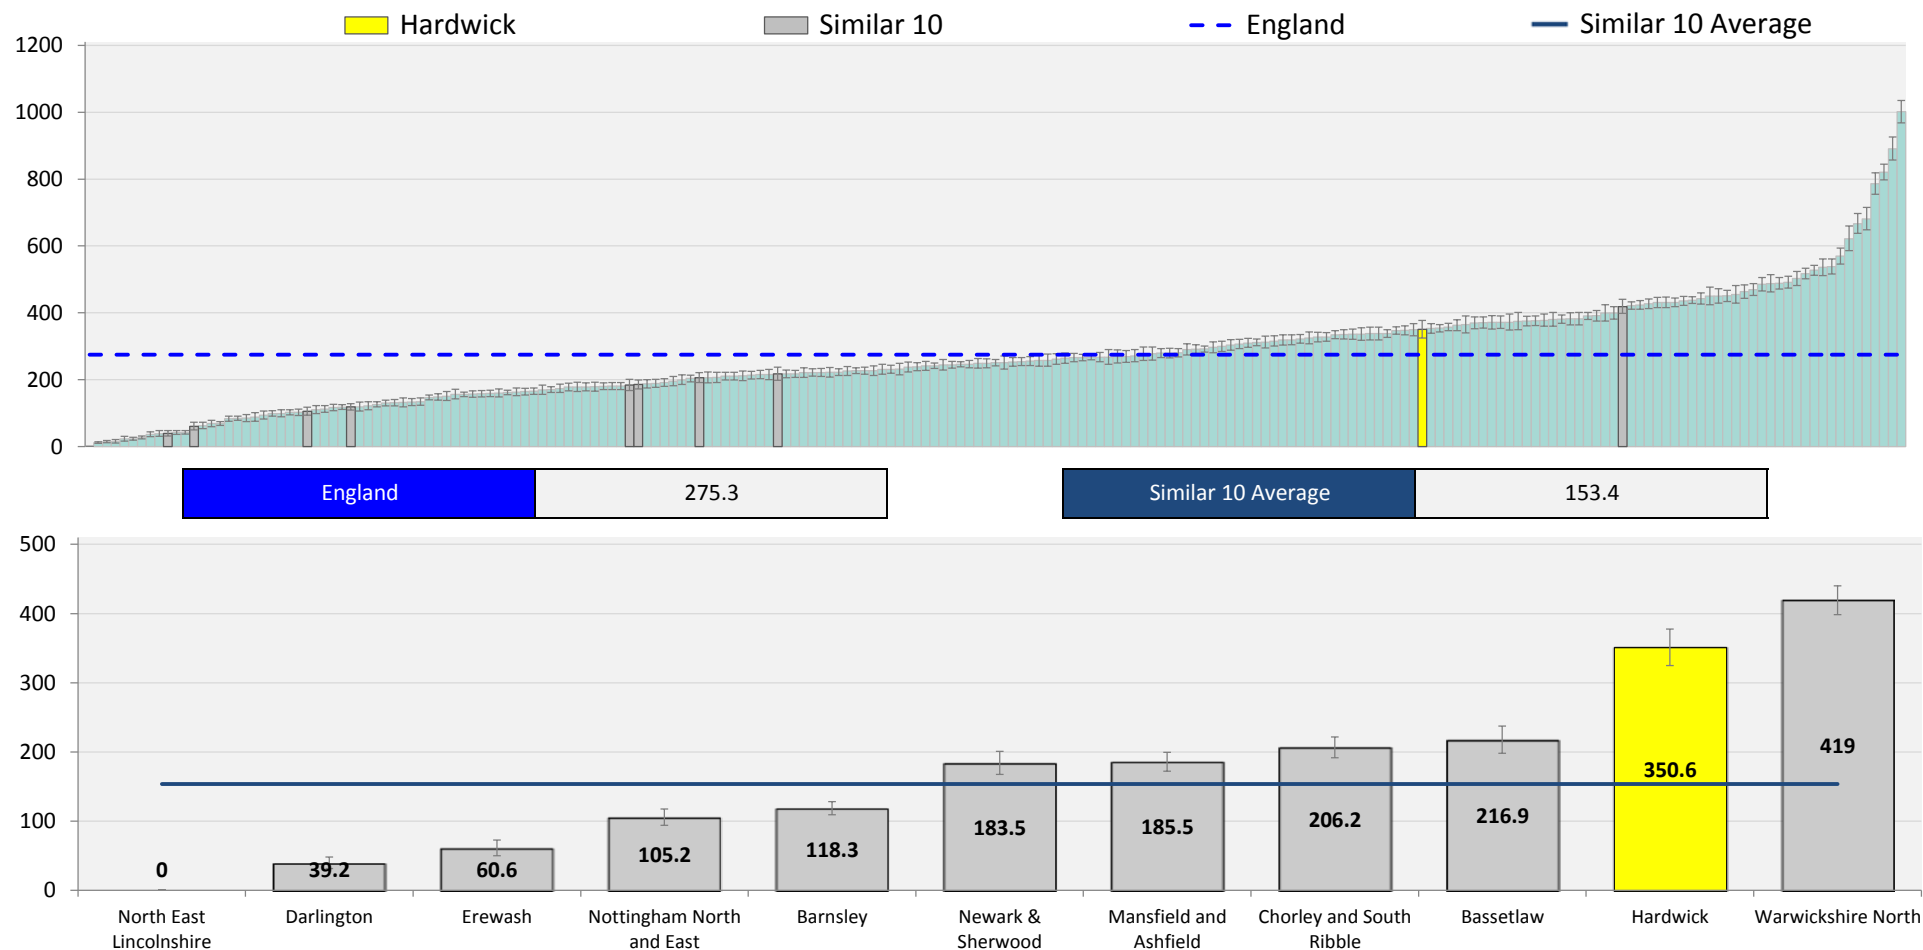 Hardwick Similar 10 England Similar 10 Average
1200
1000
800
600
400
200
0
England 275.3 Similar 10 Average 153.4
500
400
300
200
100
0
0 39.2 60.6 105.2 118.3 183.5 185.5 206.2 216.9 350.6 419
North East Lincolnshire
Darlington
Erewash
Nottingham North and East
Barnsley
Newark & Sherwood
Mansfield and Ashfield
Chorley and South Ribble
Bassetlaw
Hardwick
Warwickshire North